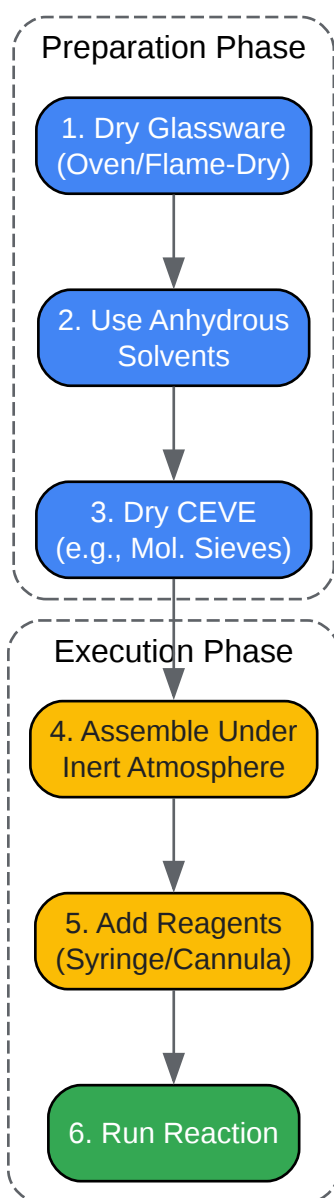 Preparation Phase
1. Dry Glassware
(Oven/Flame-Dry)
2. Use Anhydrous
Solvents
3. Dry CEVE
(e.g., Mol. Sieves)
Execution Phase
4. Assemble Under
Inert Atmosphere
5. Add Reagents
(Syringe/Cannula)
6. Run Reaction